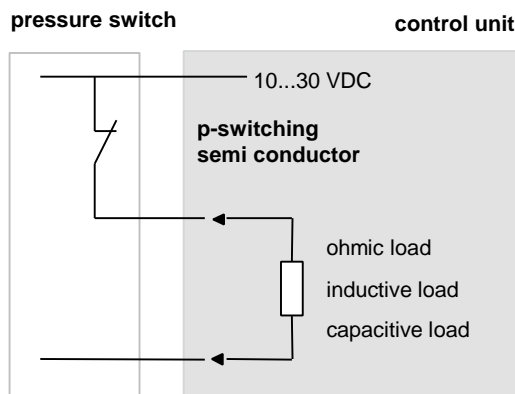 pressure switch
control unit
10...30 VDC
p-switching
semi conductor
ohmic load
inductive load
capacitive load